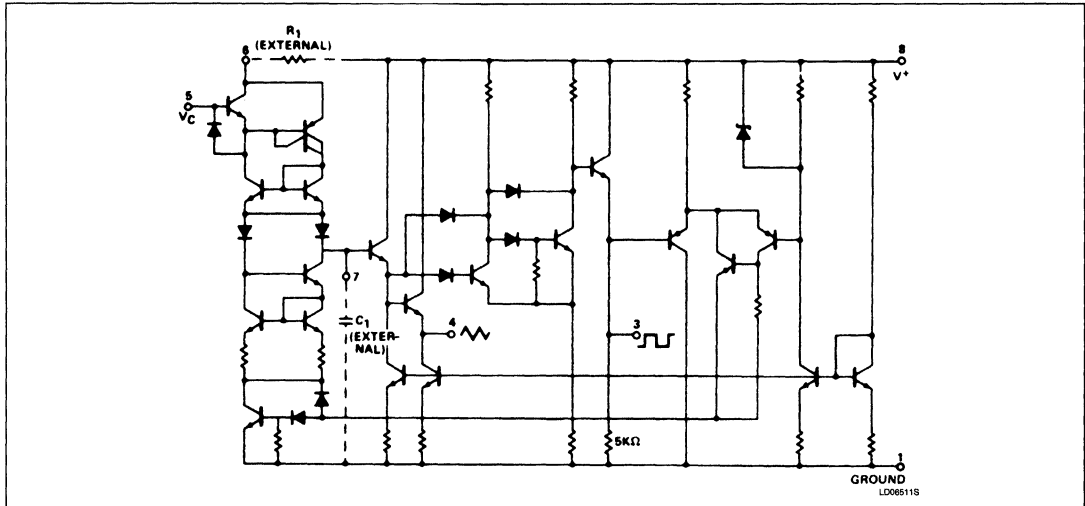 R1
(EXTERNAL)
6
8
V+
5
VC
7
C1
(EXTER-
NAL)
4
3
5KΩ
1
GROUND
LD06511S